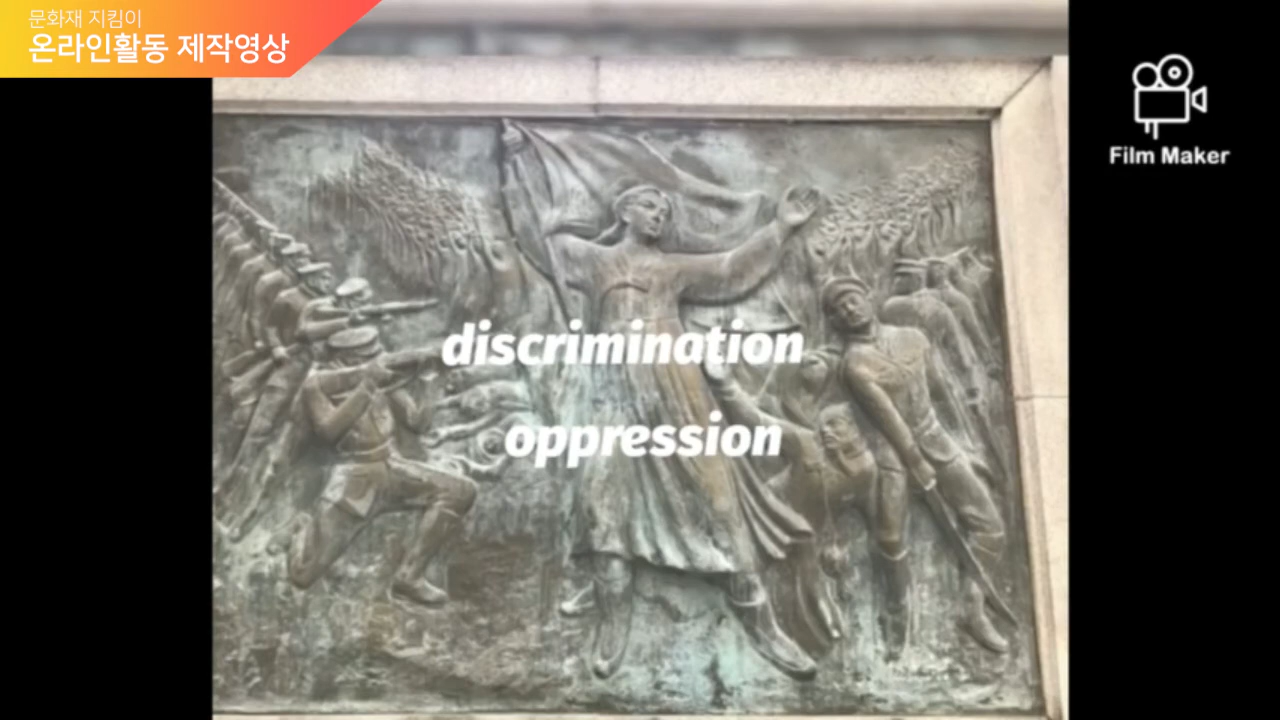 문화재 지킴이
온라인활동 제작영상
Film Maker
discrimination
oppression